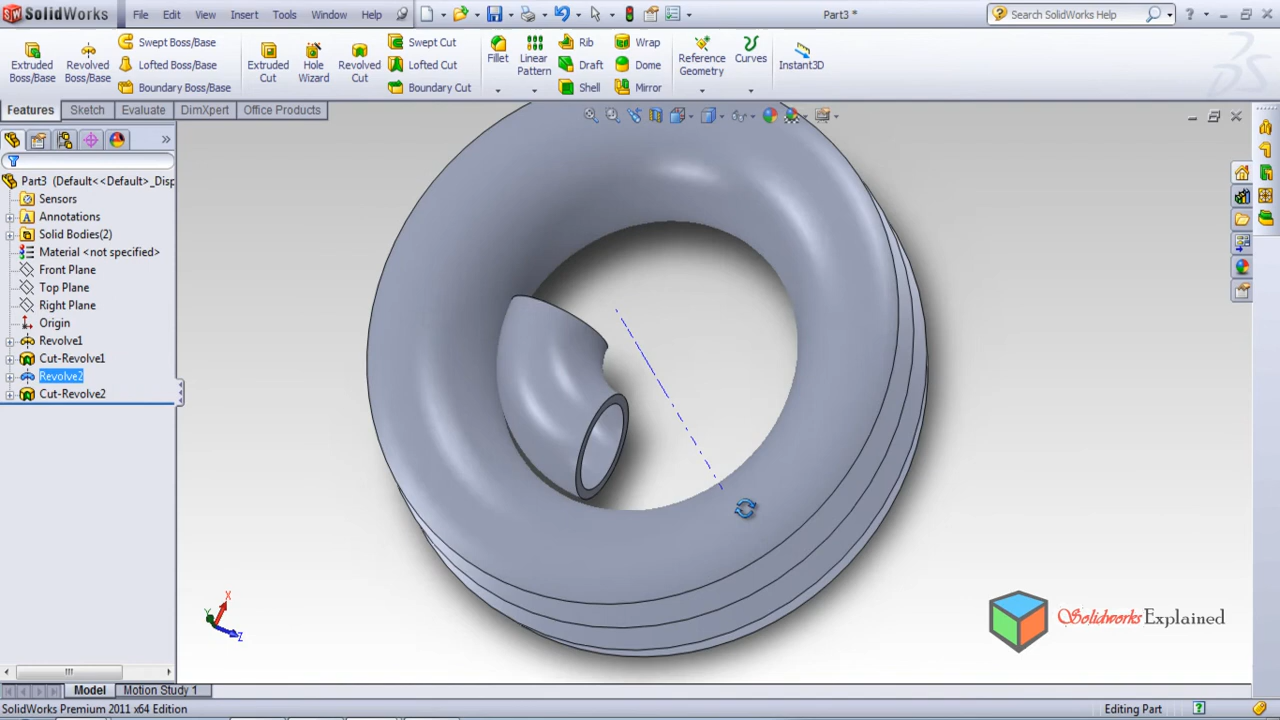 SolidWorks File Edit View Insert Tools Window Help Part3 * Search SolidWorks Help
Extruded Boss/Base
Revolved Boss/Base
Swept Boss/Base
Lofted Boss/Base
Boundary Boss/Base
Extruded Cut
Hole Wizard
Revolved Cut
Swept Cut
Lofted Cut
Boundary Cut
Fillet
Linear Pattern
Rib
Draft
Shell
Wrap
Dome
Mirror
Reference Geometry
Curves
Instant3D
Features Sketch Evaluate DimXpert Office Products
Part3 (Default<<Default>_Disp
Sensors
Annotations
Solid Bodies(2)
Material <not specified>
Front Plane
Top Plane
Right Plane
Origin
Revolve1
Cut-Revolve1
Revolve2
Cut-Revolve2
X
Y
Z
Solidworks Explained
Model Motion Study 1
SolidWorks Premium 2011 x64 Edition Editing Part